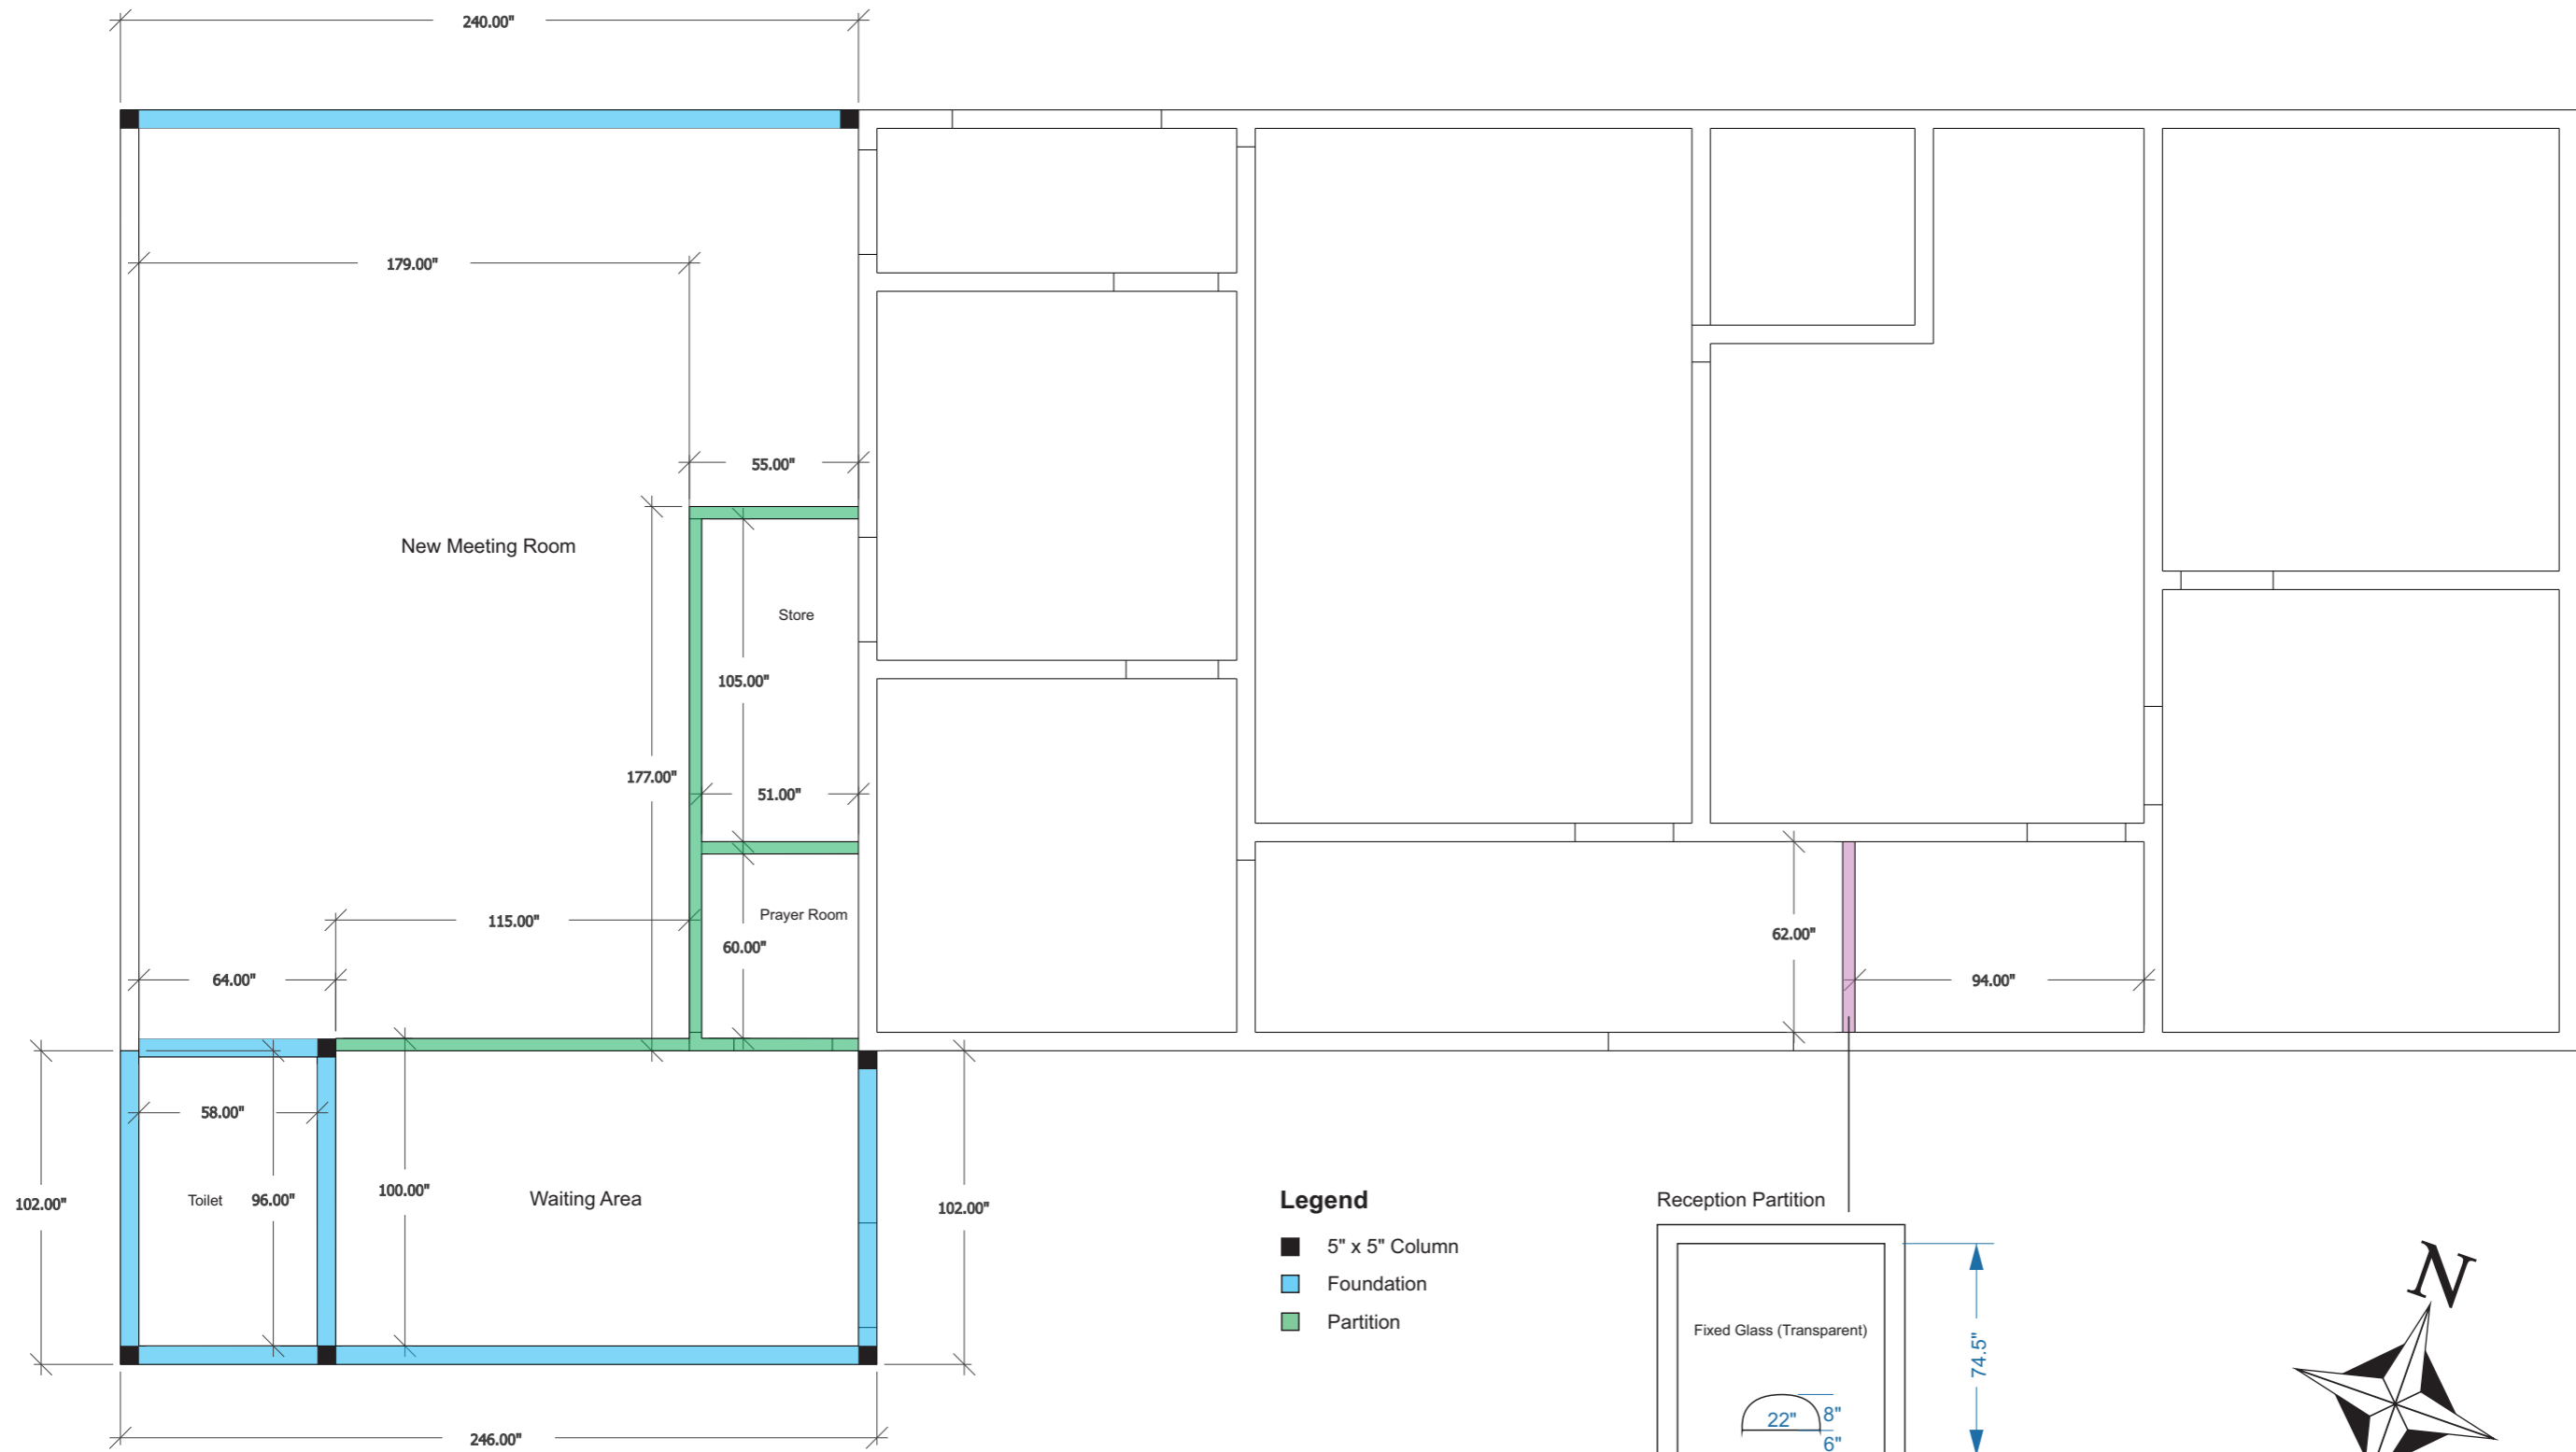 240.00"
179.00"
55.00"
New Meeting Room
Store
105.00"
177.00"
51.00"
Prayer Room
115.00"
60.00"
62.00"
64.00"
94.00"
58.00"
102.00"
Toilet
96.00"
100.00"
Waiting Area
102.00"
246.00"
Legend
5" x 5" Column
Foundation
Partition
Reception Partition
Fixed Glass (Transparent)
74.5"
22"
8"
6"
N